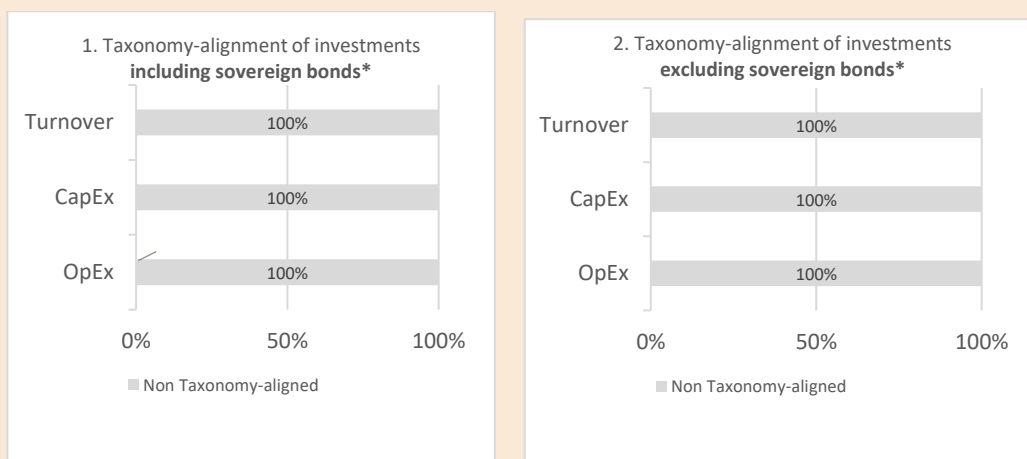 1. Taxonomy-alignment of investments
including sovereign bonds*
Turnover
100%
CapEx
100%
OpEx
100%
0%
50%
100%
Non Taxonomy-aligned
2. Taxonomy-alignment of investments
excluding sovereign bonds*
Turnover
100%
CapEx
100%
OpEx
100%
0%
50%
100%
Non Taxonomy-aligned